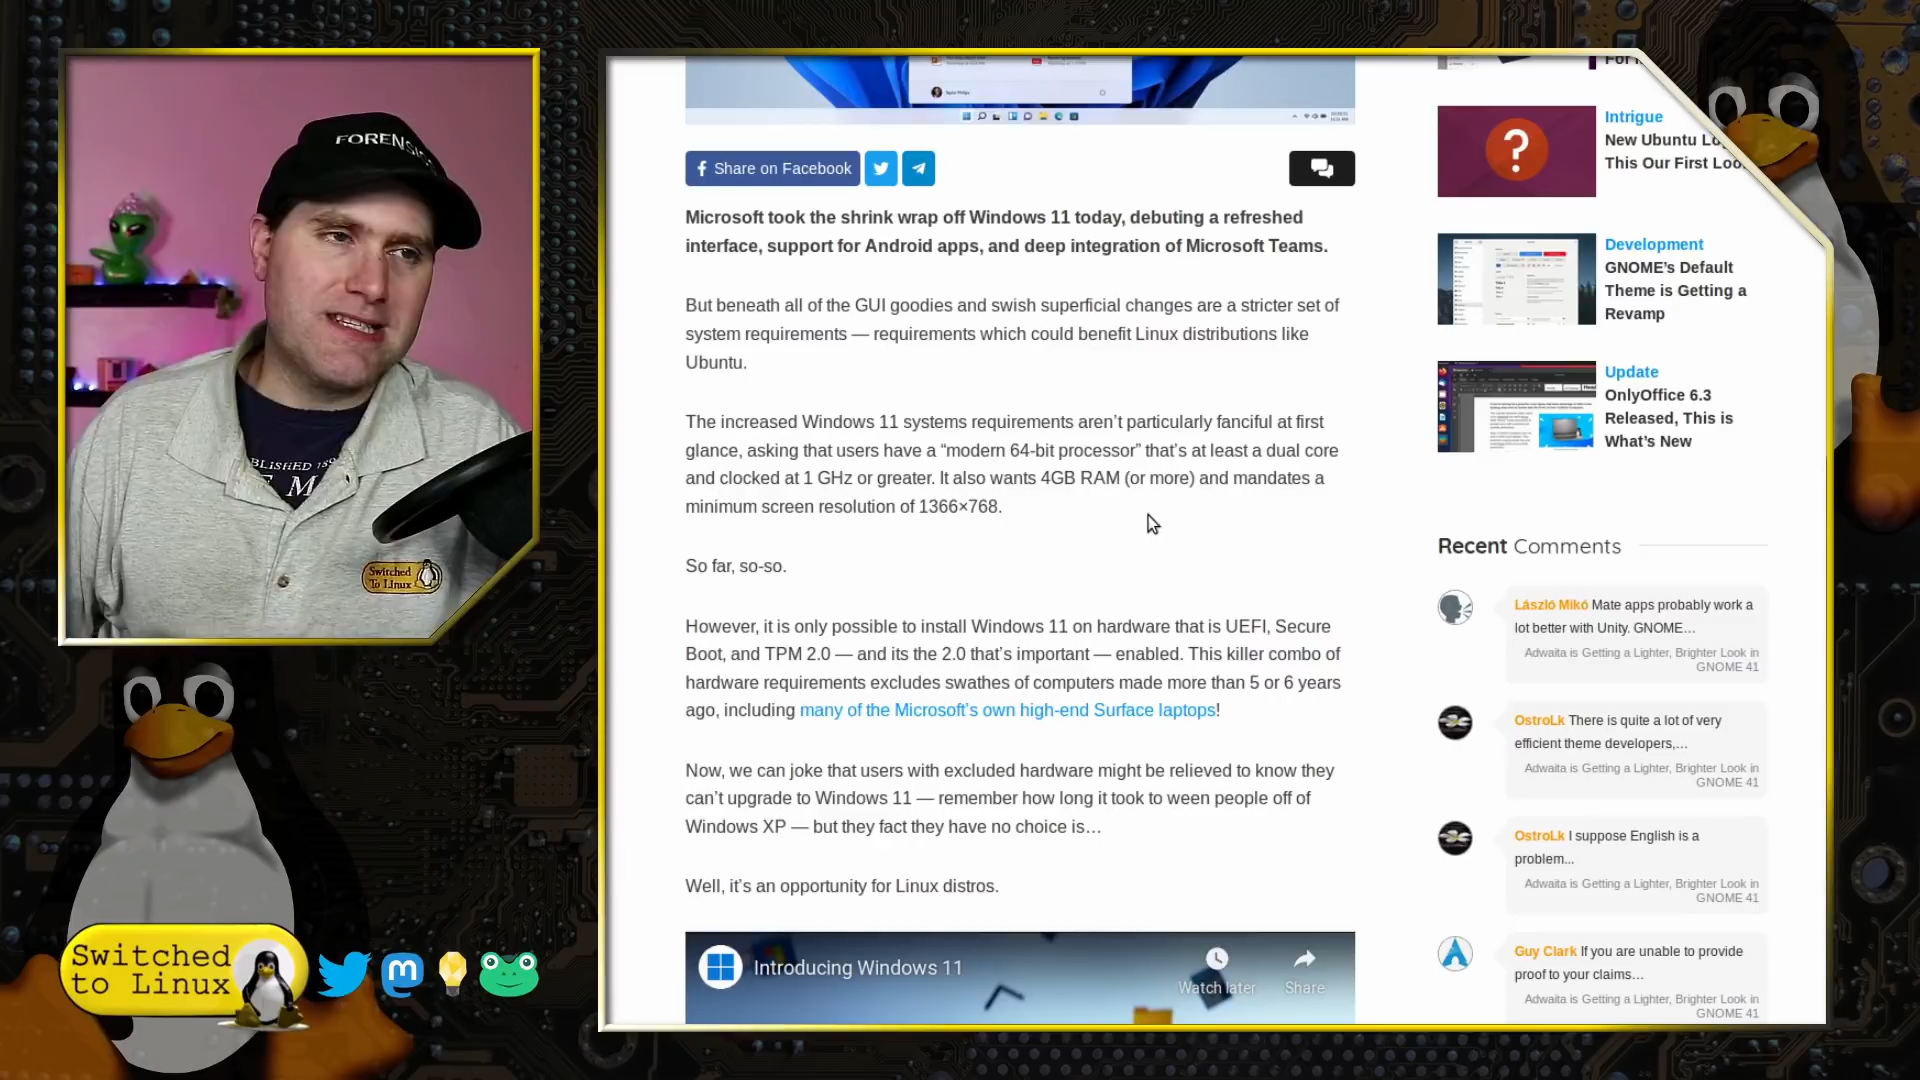 FORENSIC
BLISHED 18
E M
Switched
To Linux
Switched
to Linux
Share on Facebook
Microsoft took the shrink wrap off Windows 11 today, debuting a refreshed
interface, support for Android apps, and deep integration of Microsoft Teams.
But beneath all of the GUI goodies and swish superficial changes are a stricter set of
system requirements — requirements which could benefit Linux distributions like
Ubuntu.
The increased Windows 11 systems requirements aren’t particularly fanciful at first
glance, asking that users have a “modern 64-bit processor” that’s at least a dual core
and clocked at 1 GHz or greater. It also wants 4GB RAM (or more) and mandates a
minimum screen resolution of 1366×768.
So far, so-so.
However, it is only possible to install Windows 11 on hardware that is UEFI, Secure
Boot, and TPM 2.0 — and its the 2.0 that’s important — enabled. This killer combo of
hardware requirements excludes swathes of computers made more than 5 or 6 years
ago, including many of the Microsoft’s own high-end Surface laptops!
Now, we can joke that users with excluded hardware might be relieved to know they
can’t upgrade to Windows 11 — remember how long it took to ween people off of
Windows XP — but they fact they have no choice is…
Well, it’s an opportunity for Linux distros.
Introducing Windows 11
Watch later
Share
Intrigue
New Ubuntu Lo
This Our First Loo
Development
GNOME’s Default
Theme is Getting a
Revamp
Update
OnlyOffice 6.3
Released, This is
What’s New
Recent Comments
László Mikó Mate apps probably work a
lot better with Unity. GNOME…
Adwaita is Getting a Lighter, Brighter Look in
GNOME 41
OstroLk There is quite a lot of very
efficient theme developers,…
Adwaita is Getting a Lighter, Brighter Look in
GNOME 41
OstroLk I suppose English is a
problem...
Adwaita is Getting a Lighter, Brighter Look in
GNOME 41
Guy Clark If you are unable to provide
proof to your claims…
Adwaita is Getting a Lighter, Brighter Look in
GNOME 41